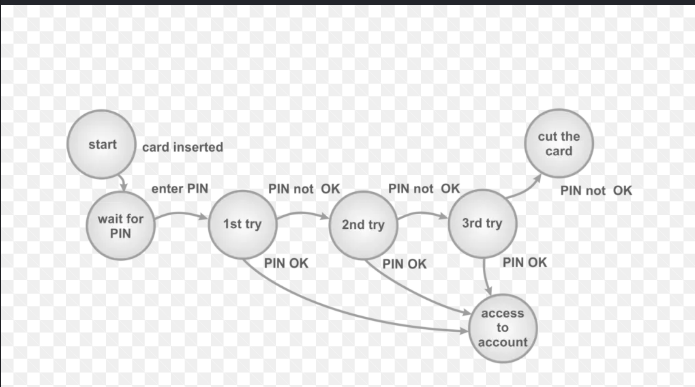 start
card inserted
cut the
card
enter PIN
PIN not OK
PIN not OK
PIN not OK
wait for
PIN
1st try
2nd try
3rd try
PIN OK
PIN OK
PIN OK
access
to
account